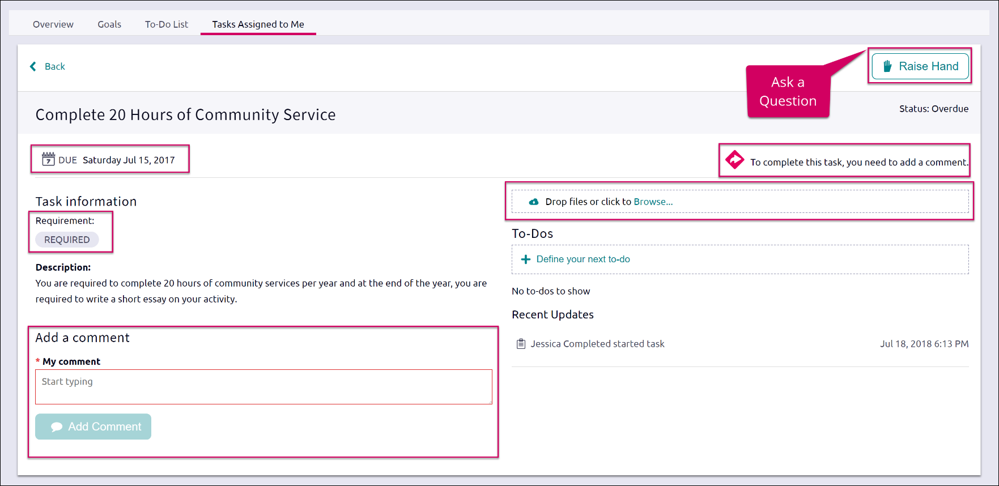 Overview Goals To-Do List Tasks Assigned to Me
Back
Raise Hand
Ask a
Question
Complete 20 Hours of Community Service
Status: Overdue
7 DUE Saturday Jul 15, 2017
To complete this task, you need to add a comment.
Task information
Requirement:
REQUIRED
Description:
You are required to complete 20 hours of community services per year and at the end of the year, you are
required to write a short essay on your activity.
Add a comment
* My comment
Start typing
Add Comment
Drop files or click to Browse...
To-Dos
Define your next to-do
No to-dos to show
Recent Updates
Jessica Completed started task Jul 18, 2018 6:13 PM